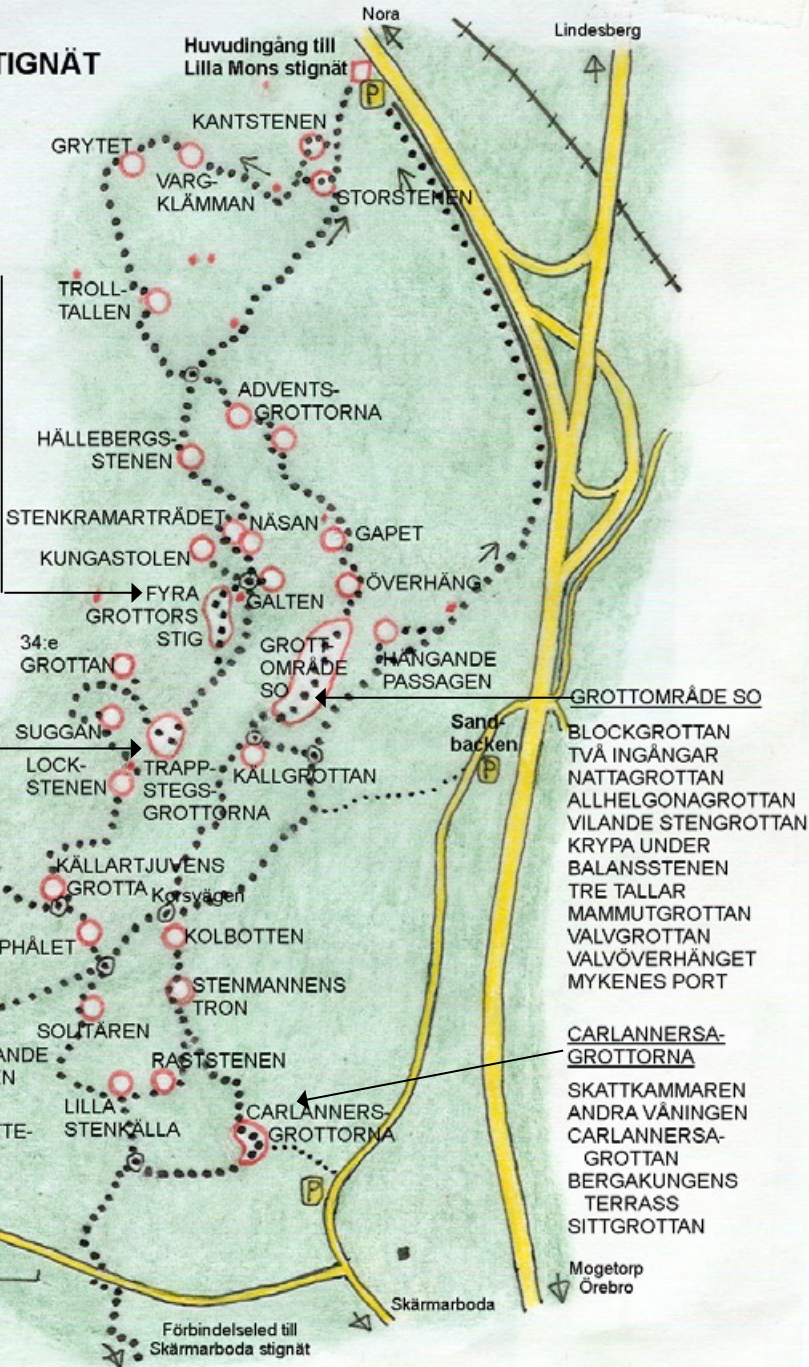 TIGNÄT
Nora
Lindesberg
Huvudingång till
Lilla Mons stignät
P
KANTSTENEN
GRYTET
VARG-
KLÄMMAN
STORSTENEN
TROLL-
TALLEN
ADVENTS-
GROTTORNA
HÄLLEBERGS-
STENEN
STENKRAMARTRÄDET
NÄSAN
GAPET
KUNGASTOLEN
ÖVERHÄNG
FYRA
GROTTORS
STIG
GALTEN
34:e
GROTTAN
GROTT-
OMRÅDE
SO
HÄNGANDE
PASSAGEN
SUGGAN
LOCK-
STENEN
TRAPP-
STEGS-
GROTTORNA
KÄLLGROTTAN
Sand-
backen
P
GROTTOMRÅDE SO
BLOCKGROTTAN
TVÅ INGÅNGAR
NATTAGROTTAN
ALLHELGONAGROTTAN
VILANDE STENGROTTAN
KRYPA UNDER
BALANSSTENEN
TRE TALLAR
MAMMUTGROTTAN
VALVGROTTAN
VALVÖVERHÄNGET
MYKENES PORT
KÄLLARTJUVENS
GROTTA
Korsvägen
PHÅLET
KOLBOTTEN
STENMANNENS
TRON
SOLITÄREN
ANDE
EN
RASTSTENEN
LILLA
STENKÄLLA
TTE-
CARLANNERS-
GROTTORNA
P
CARLANNERSA-
GROTTORNA
SKATTKAMMAREN
ANDRA VÅNINGEN
CARLANNERSA-
GROTTAN
BERGAKUNGENS
TERRASS
SITTGROTTAN
Mogetorp
Örebro
Skärmarboda
Förbindelseled till
Skärmarboda stignät